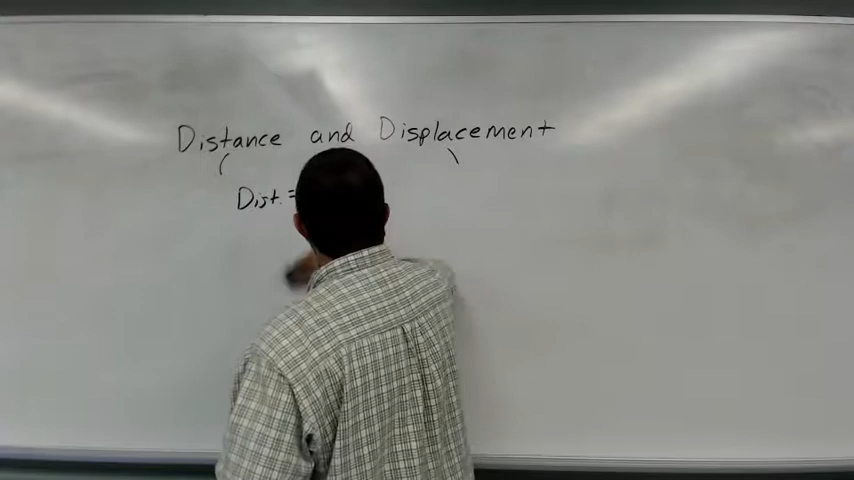 Distance and Displacement
Dist. =